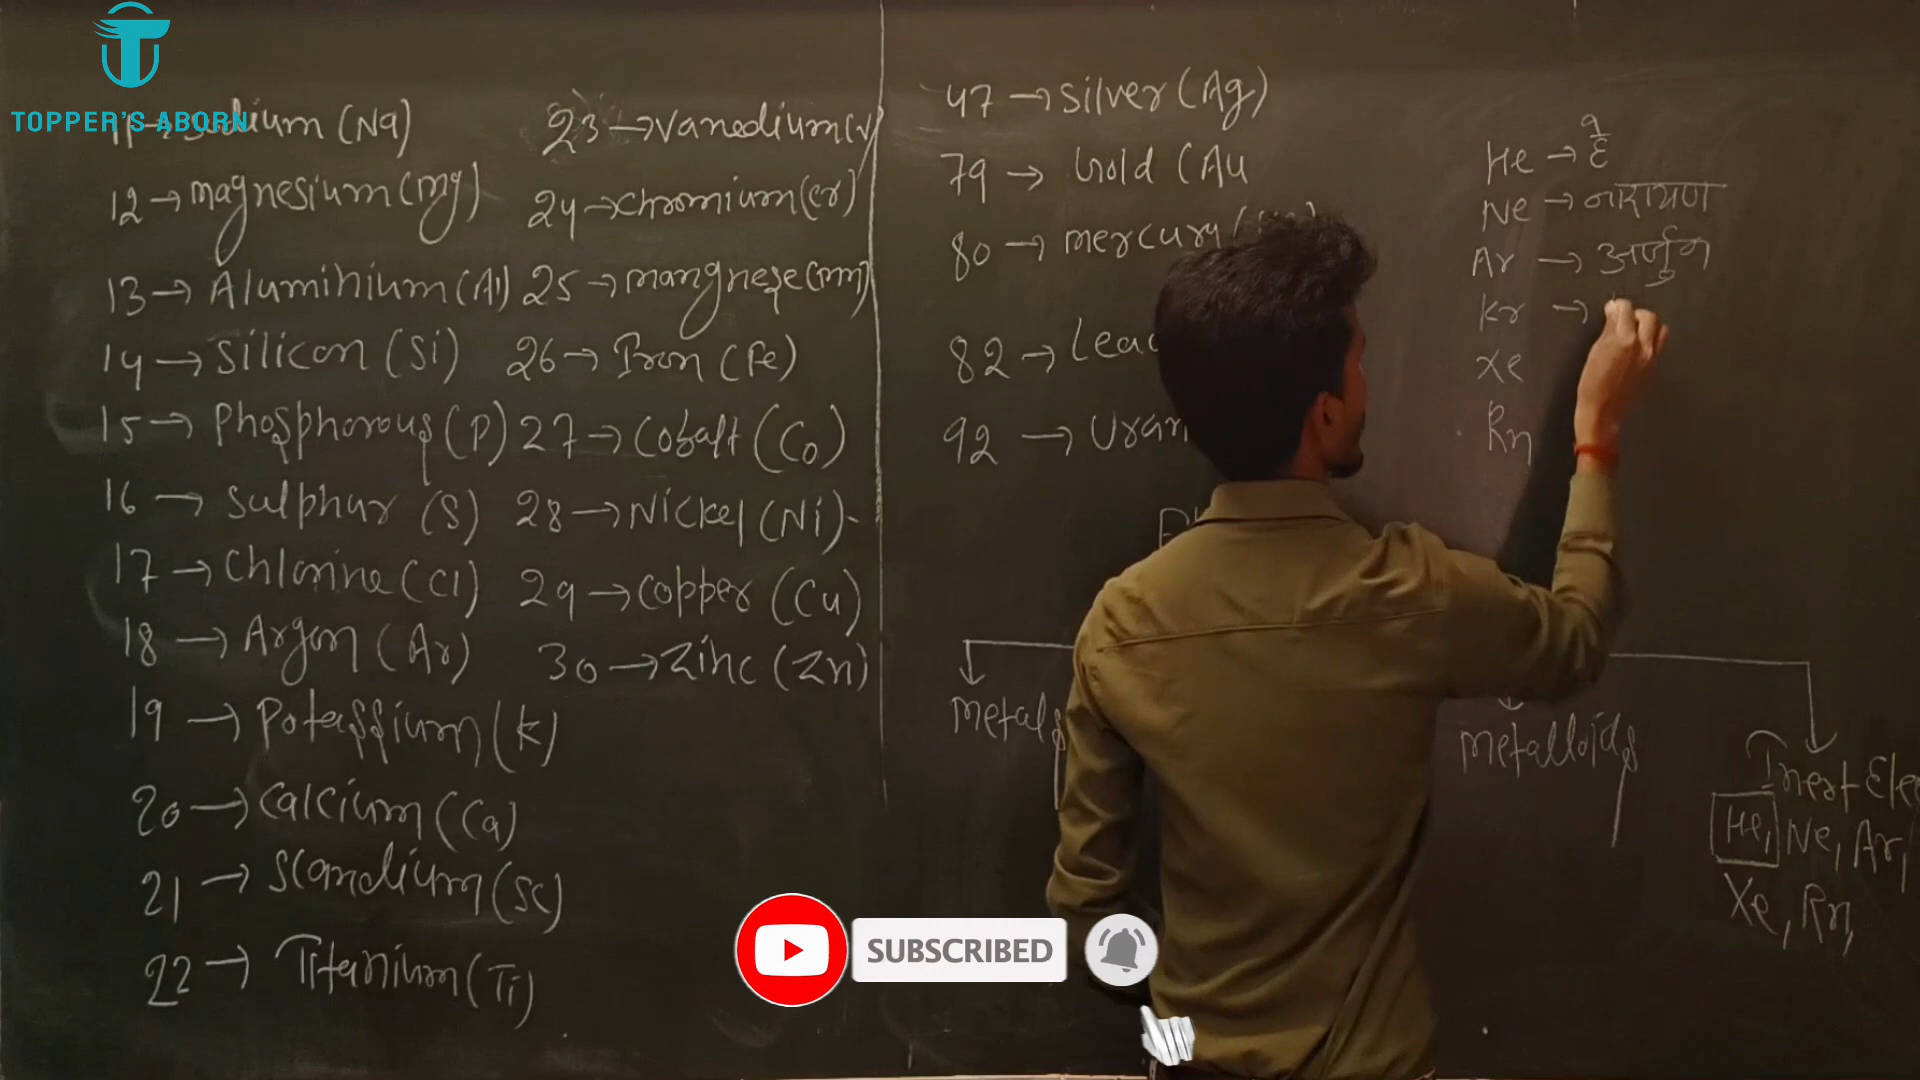 TOPPER'S ABORN
11 → Sodium (Na)
12 → magnesium (mg)
13 → Aluminium (Al)
14 → Silicon (Si)
15 → Phosphorous (P)
16 → Sulphur (S)
17 → Chlorine (Cl)
18 → Argon (Ar)
19 → Potassium (K)
20 → Calcium (Ca)
21 → Scandium (Sc)
22 → Titanium (Ti)
23 → vanedium (v)
24 → chromium (cr)
25 → mangnese (mn)
26 → Iron (Fe)
27 → Cobalt (Co)
28 → Nickel (Ni)
29 → Copper (Cu)
30 → Zinc (Zn)
47 → Silver (Ag)
79 → Gold (Au
80 → mercury (
82 → Lea
92 → Uran
He → हे
Ne → नारायण
Ar → अर्जुन
Kr →
Xe
Rn
metals
metalloids
Inert Ele
He, Ne, Ar,
Xe, Rn,
SUBSCRIBED